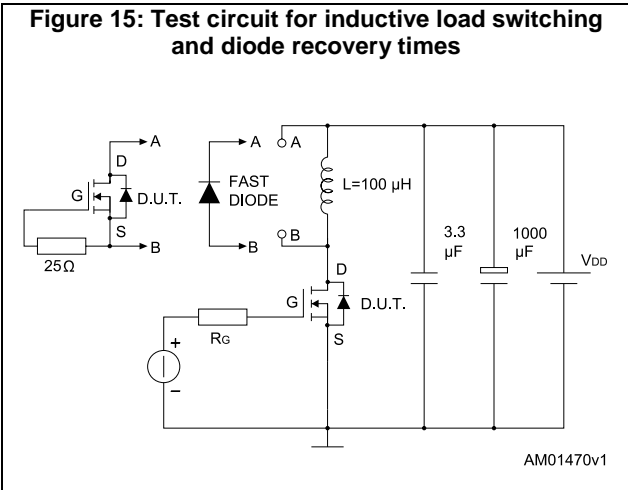 Figure 15: Test circuit for inductive load switching
and diode recovery times
A
D
G
D.U.T.
S
B
25Ω
A
FAST
DIODE
B
A
L=100 µH
B
D
G
D.U.T.
S
RG
+
-
3.3
µF
1000
µF
VDD
AM01470v1